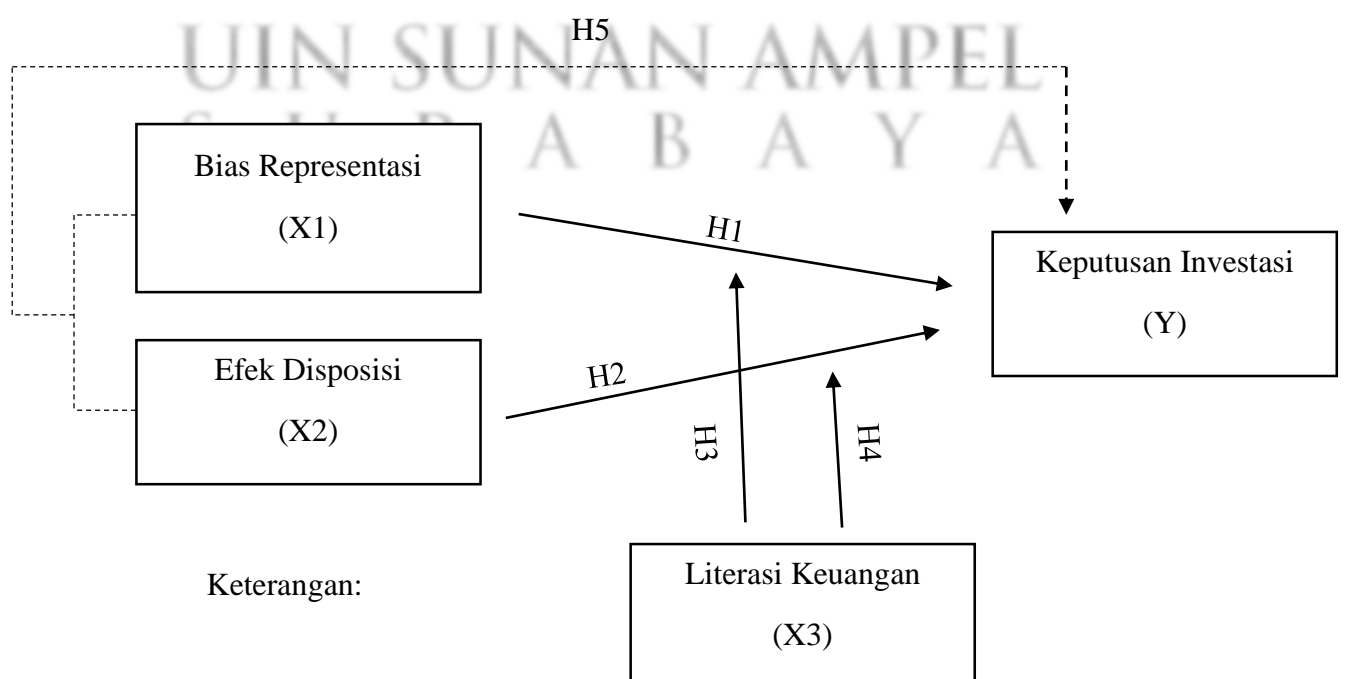 H5
UIN SUNAN AMPEL
S U R A B A Y A
Bias Representasi
(X1)
H1
Keputusan Investasi
(Y)
Efek Disposisi
(X2)
H2
H3
H4
Literasi Keuangan
(X3)
Keterangan: